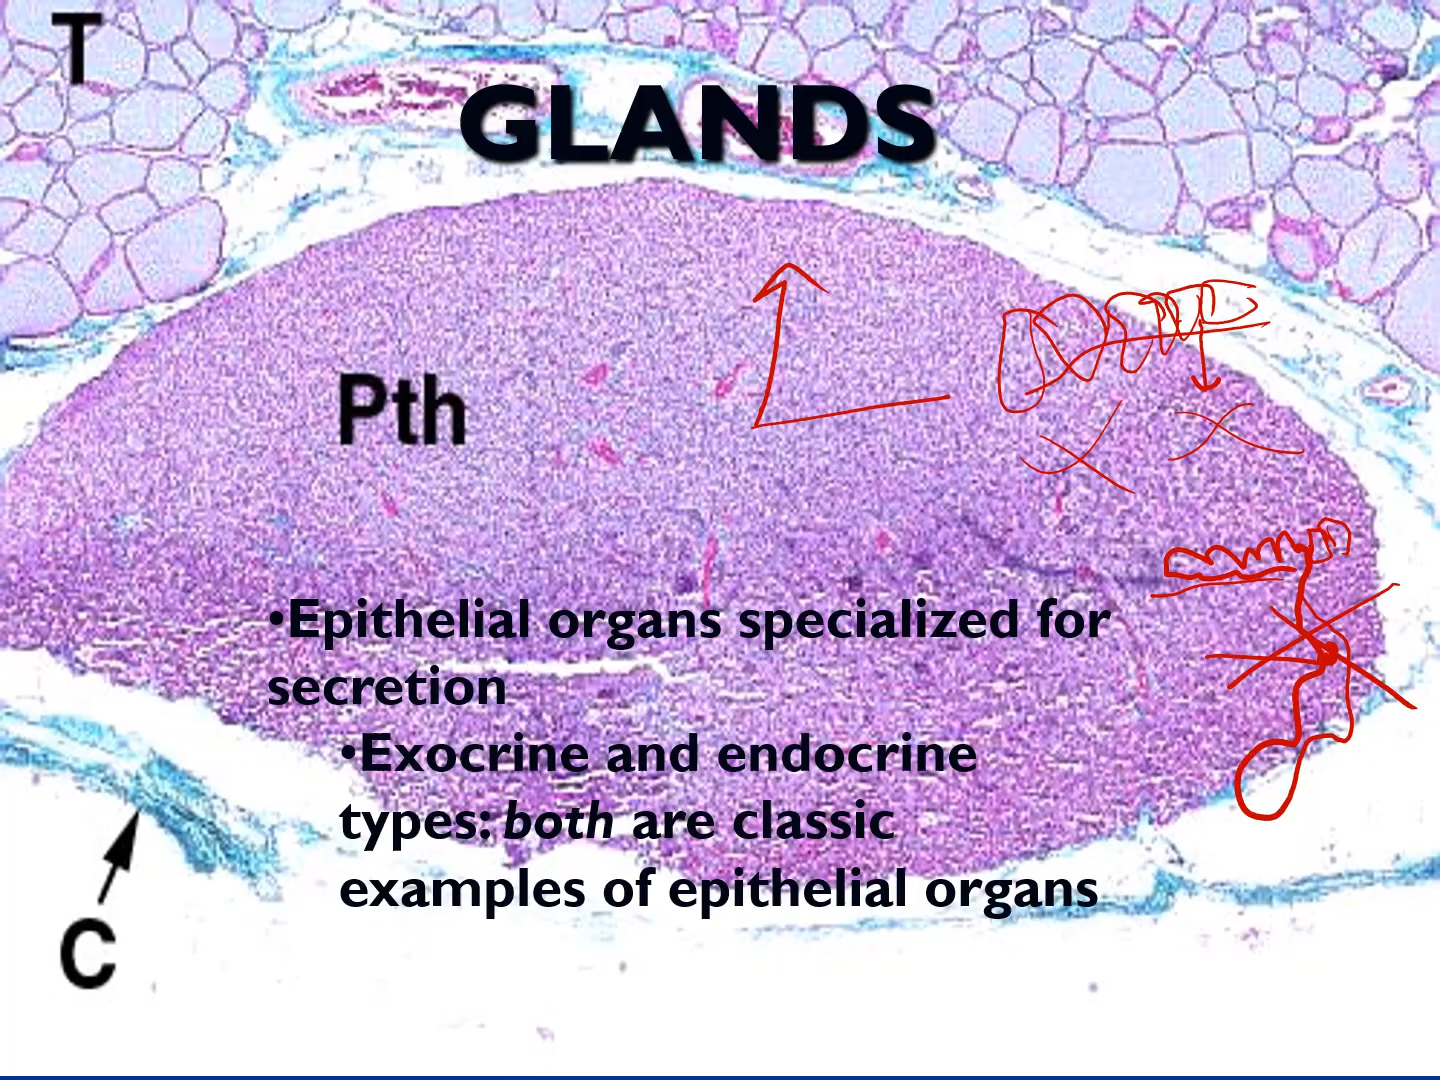 T
GLANDS
Pth
•Epithelial organs specialized for
secretion
•Exocrine and endocrine
types: both are classic
examples of epithelial organs
C